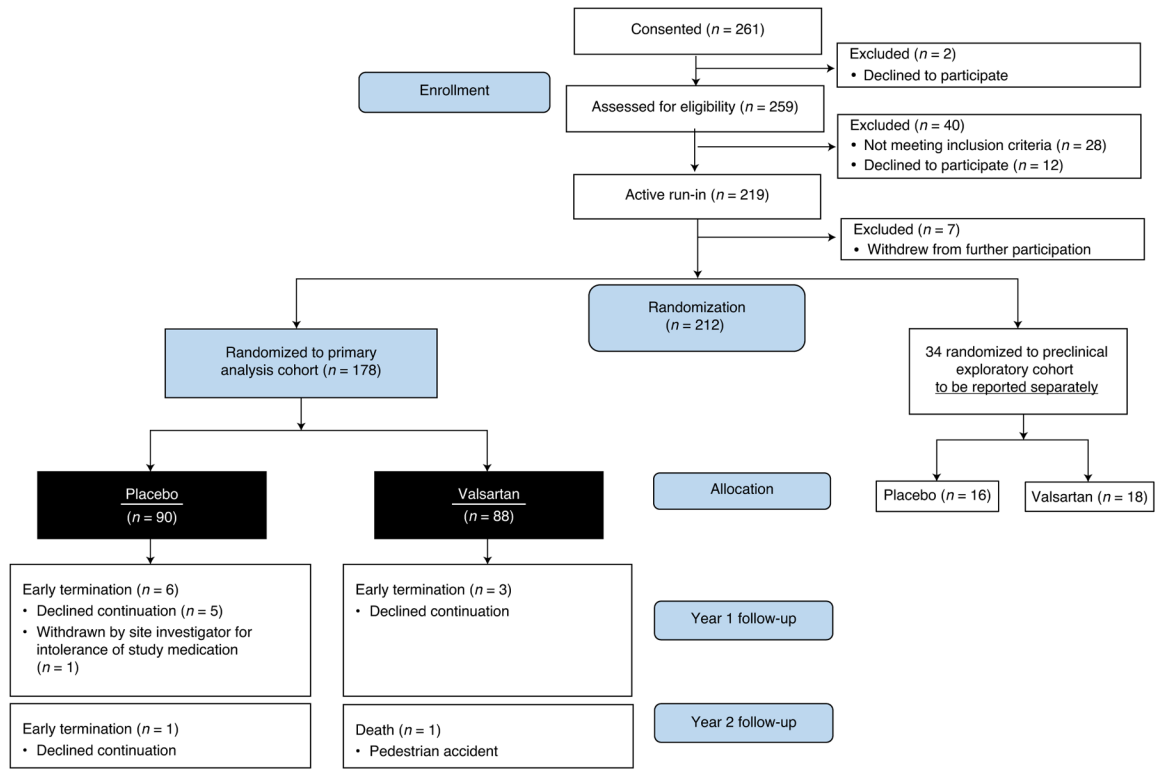 Consented (n = 261)
Excluded (n = 2)
• Declined to participate
Enrollment
Assessed for eligibility (n = 259)
Excluded (n = 40)
• Not meeting inclusion criteria (n = 28)
• Declined to participate (n = 12)
Active run-in (n = 219)
Excluded (n = 7)
• Withdrew from further participation
Randomization
(n = 212)
Randomized to primary
analysis cohort (n = 178)
34 randomized to preclinical
exploratory cohort
to be reported separately
Placebo
(n = 90)
Valsartan
(n = 88)
Allocation
Placebo (n = 16)
Valsartan (n = 18)
Early termination (n = 6)
• Declined continuation (n = 5)
• Withdrawn by site investigator for
intolerance of study medication
(n = 1)
Early termination (n = 3)
• Declined continuation
Year 1 follow-up
Early termination (n = 1)
• Declined continuation
Death (n = 1)
• Pedestrian accident
Year 2 follow-up